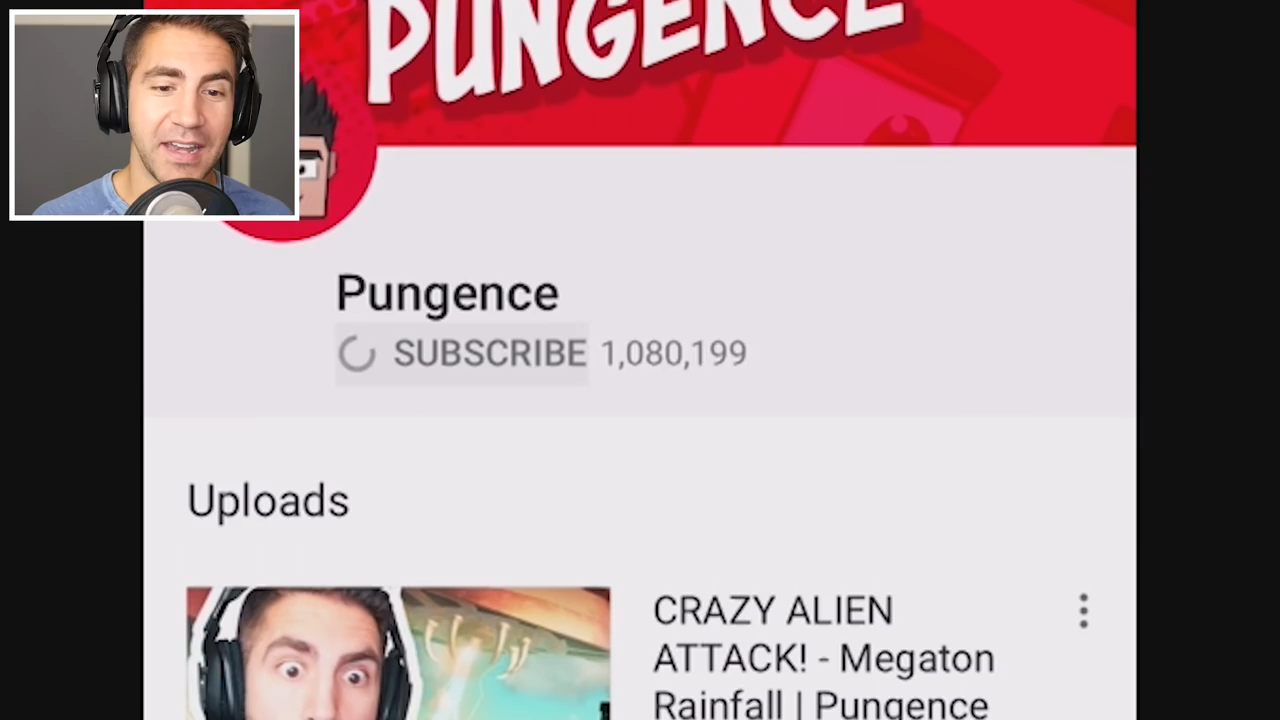 PUNGENCE
Pungence
SUBSCRIBE 1,080,199
Uploads
CRAZY ALIEN
ATTACK! - Megaton
Rainfall | Pungence